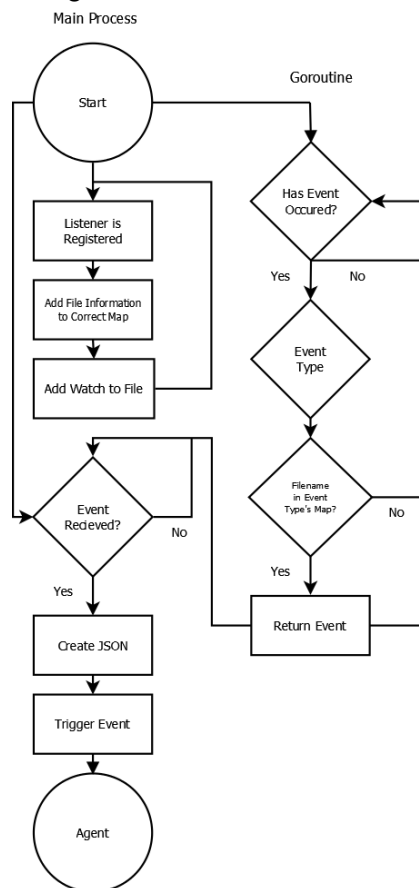 Main Process
Goroutine
Start
Has Event
Occured?
Listener is
Registered
Yes
No
Add File Information
to Correct Map
Event
Type
Add Watch to File
Filename
in Event
Type's Map?
Event
Recieved?
No
No
Yes
Yes
Return Event
Create JSON
Trigger Event
Agent